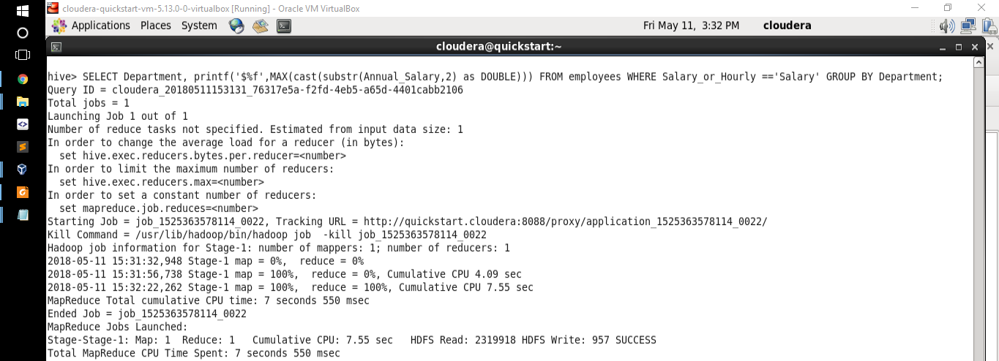 cloudera-quickstart-vm-5.13.0-0-virtualbox [Running] - Oracle VM VirtualBox
Applications Places System Fri May 11, 3:32 PM cloudera
cloudera@quickstart:~
hive> SELECT Department, printf('$%f',MAX(cast(substr(Annual_Salary,2) as DOUBLE))) FROM employees WHERE Salary_or_Hourly =='Salary' GROUP BY Department;
Query ID = cloudera_20180511153131_76317e5a-f2fd-4eb5-a65d-4401cabb2106
Total jobs = 1
Launching Job 1 out of 1
Number of reduce tasks not specified. Estimated from input data size: 1
In order to change the average load for a reducer (in bytes):
  set hive.exec.reducers.bytes.per.reducer=<number>
In order to limit the maximum number of reducers:
  set hive.exec.reducers.max=<number>
In order to set a constant number of reducers:
  set mapreduce.job.reduces=<number>
Starting Job = job_1525363578114_0022, Tracking URL = http://quickstart.cloudera:8088/proxy/application_1525363578114_0022/
Kill Command = /usr/lib/hadoop/bin/hadoop job  -kill job_1525363578114_0022
Hadoop job information for Stage-1: number of mappers: 1; number of reducers: 1
2018-05-11 15:31:32,948 Stage-1 map = 0%,  reduce = 0%
2018-05-11 15:31:56,738 Stage-1 map = 100%,  reduce = 0%, Cumulative CPU 4.09 sec
2018-05-11 15:32:22,262 Stage-1 map = 100%,  reduce = 100%, Cumulative CPU 7.55 sec
MapReduce Total cumulative CPU time: 7 seconds 550 msec
Ended Job = job_1525363578114_0022
MapReduce Jobs Launched:
Stage-Stage-1: Map: 1  Reduce: 1   Cumulative CPU: 7.55 sec   HDFS Read: 2319918 HDFS Write: 957 SUCCESS
Total MapReduce CPU Time Spent: 7 seconds 550 msec